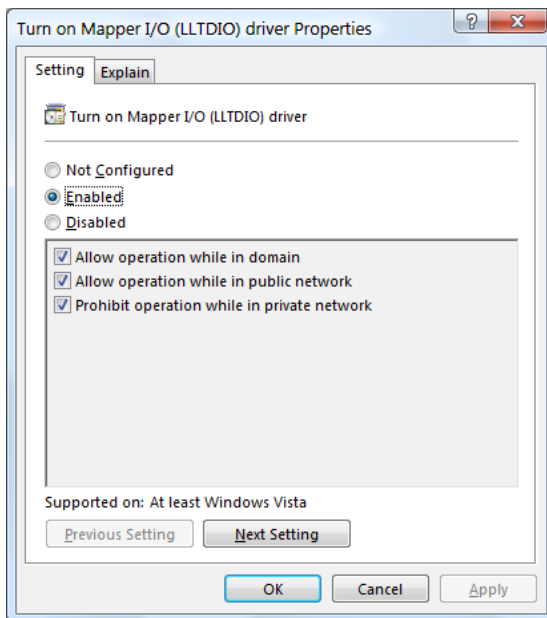 Turn on Mapper I/O (LLTDIO) driver Properties
Setting Explain
Turn on Mapper I/O (LLTDIO) driver
Not Configured
Enabled
Disabled
Allow operation while in domain
Allow operation while in public network
Prohibit operation while in private network
Supported on: At least Windows Vista
Previous Setting Next Setting
OK Cancel Apply